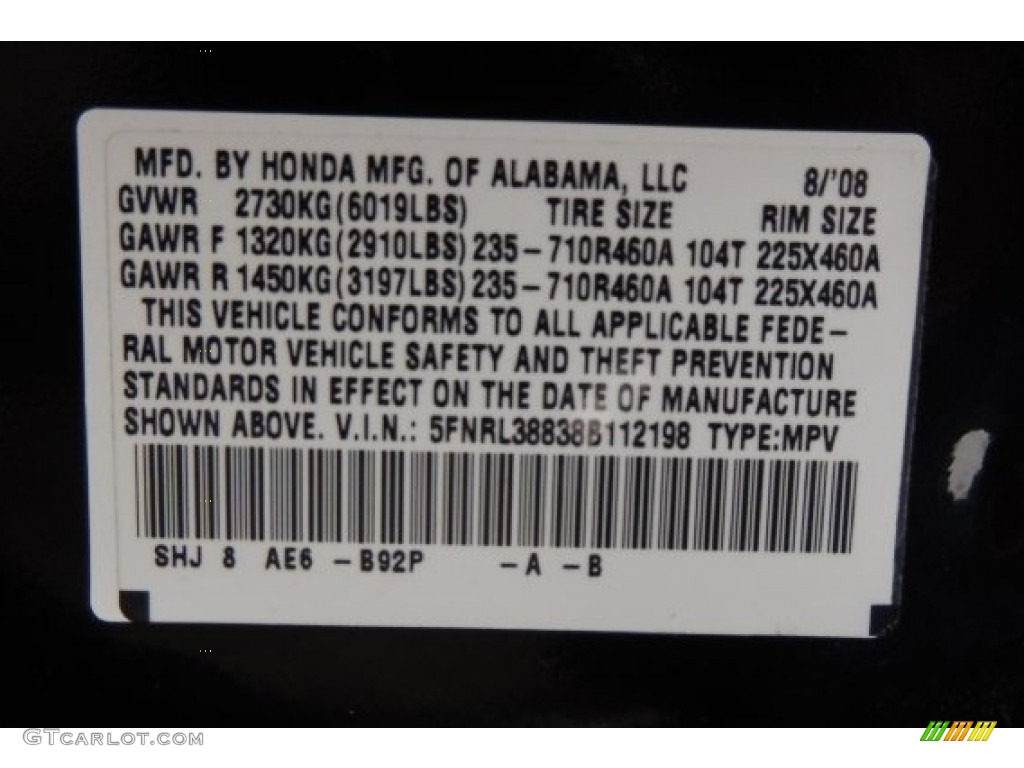 MFD. BY HONDA MFG. OF ALABAMA, LLC 8/'08
GVWR 2730KG(6019LBS) TIRE SIZE RIM SIZE
GAWR F 1320KG(2910LBS) 235-710R460A 104T 225X460A
GAWR R 1450KG(3197LBS) 235-710R460A 104T 225X460A
THIS VEHICLE CONFORMS TO ALL APPLICABLE FEDE-
RAL MOTOR VEHICLE SAFETY AND THEFT PREVENTION
STANDARDS IN EFFECT ON THE DATE OF MANUFACTURE
SHOWN ABOVE. V.I.N.: 5FNRL38838B112198 TYPE:MPV
SHJ 8 AE6 -B92P -A -B
GTCARLOT.COM